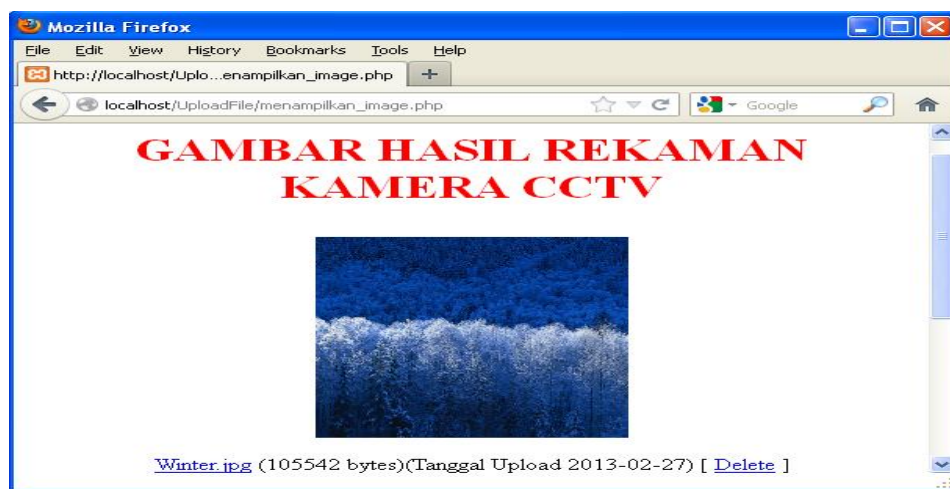 Mozilla Firefox
File Edit View History Bookmarks Tools Help
http://localhost/Uplo...enampilkan_image.php
localhost/UploadFile/menampilkan_image.php Google
GAMBAR HASIL REKAMAN
KAMERA CCTV
Winter.jpg (105542 bytes)(Tanggal Upload 2013-02-27) [ Delete ]